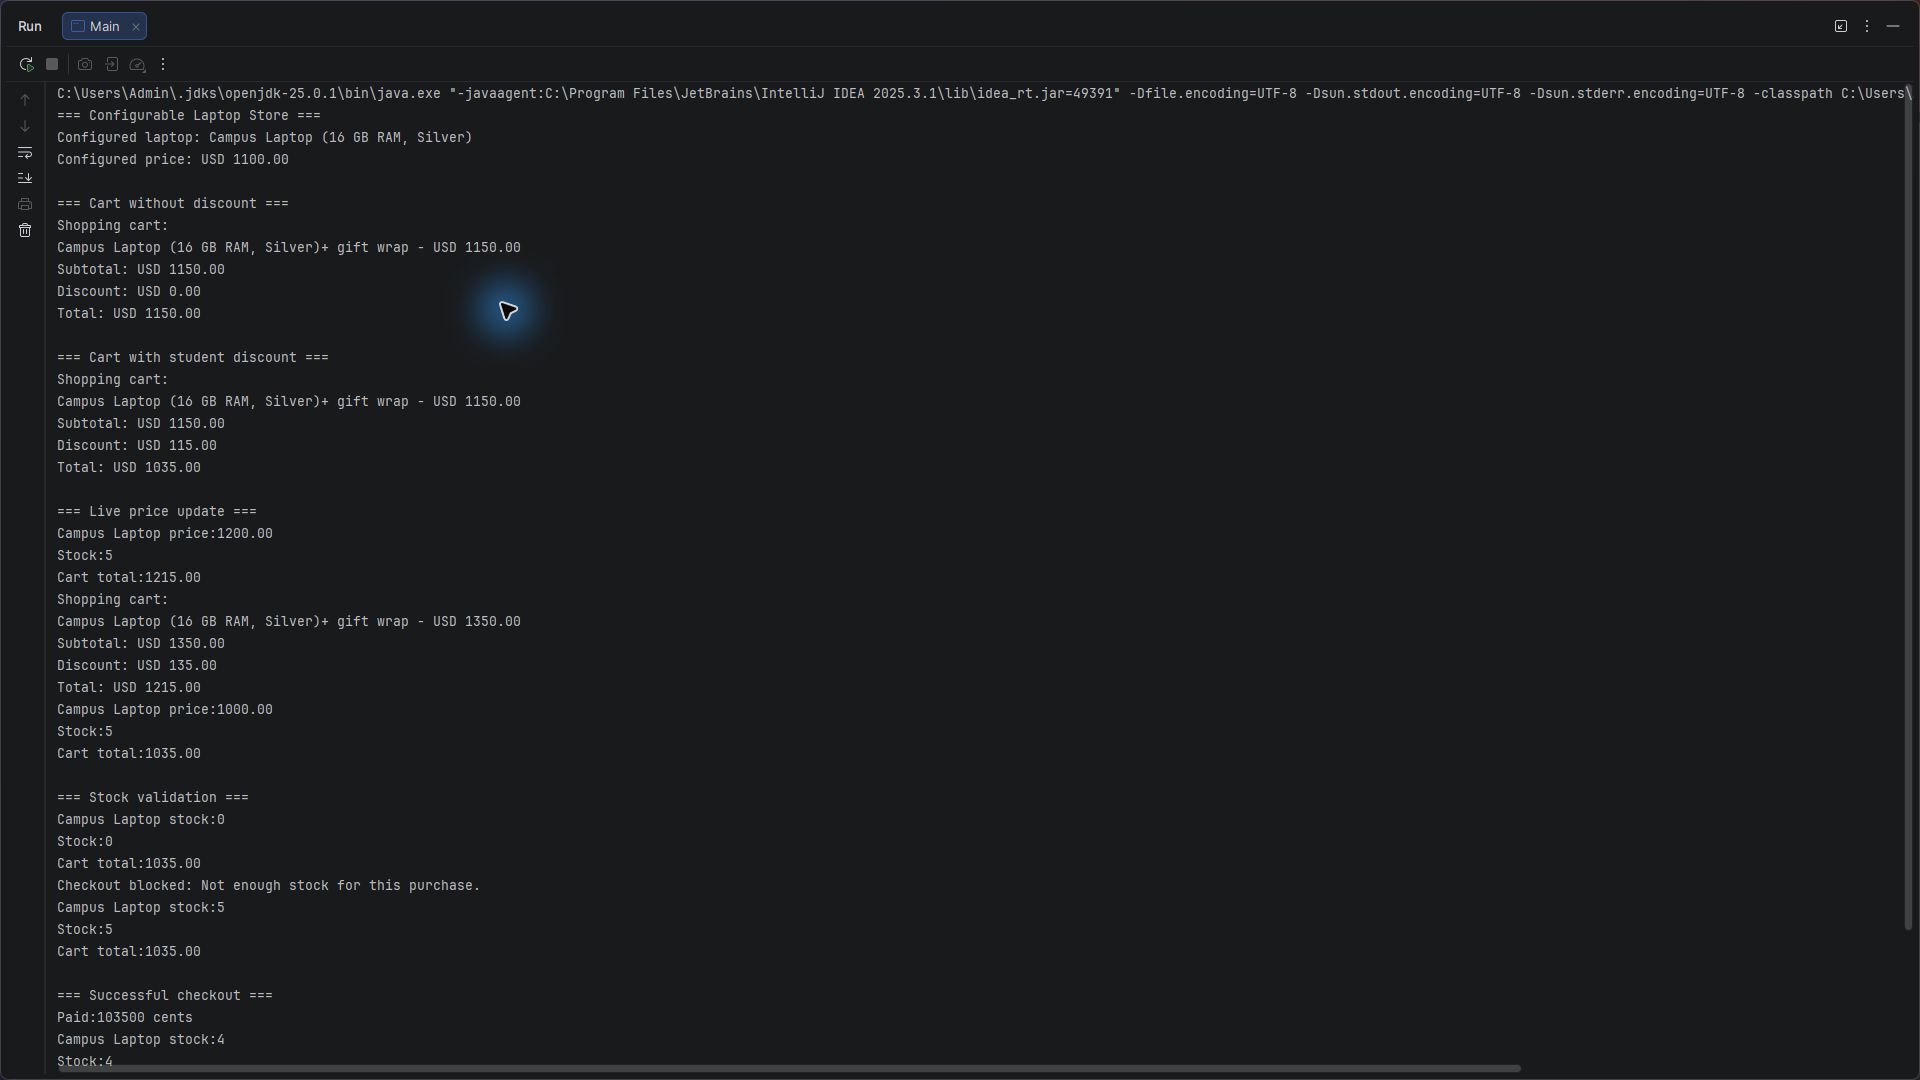 Run
Main
C:\Users\Admin\.jdks\openjdk-25.0.1\bin\java.exe "-javaagent:C:\Program Files\JetBrains\IntelliJ IDEA 2025.3.1\lib\idea_rt.jar=49391" -Dfile.encoding=UTF-8 -Dsun.stdout.encoding=UTF-8 -Dsun.stderr.encoding=UTF-8 -classpath C:\Users\
=== Configurable Laptop Store ===
Configured laptop: Campus Laptop (16 GB RAM, Silver)
Configured price: USD 1100.00
=== Cart without discount ===
Shopping cart:
Campus Laptop (16 GB RAM, Silver)+ gift wrap - USD 1150.00
Subtotal: USD 1150.00
Discount: USD 0.00
Total: USD 1150.00
=== Cart with student discount ===
Shopping cart:
Campus Laptop (16 GB RAM, Silver)+ gift wrap - USD 1150.00
Subtotal: USD 1150.00
Discount: USD 115.00
Total: USD 1035.00
=== Live price update ===
Campus Laptop price:1200.00
Stock:5
Cart total:1215.00
Shopping cart:
Campus Laptop (16 GB RAM, Silver)+ gift wrap - USD 1350.00
Subtotal: USD 1350.00
Discount: USD 135.00
Total: USD 1215.00
Campus Laptop price:1000.00
Stock:5
Cart total:1035.00
=== Stock validation ===
Campus Laptop stock:0
Stock:0
Cart total:1035.00
Checkout blocked: Not enough stock for this purchase.
Campus Laptop stock:5
Stock:5
Cart total:1035.00
=== Successful checkout ===
Paid:103500 cents
Campus Laptop stock:4
Stock:4